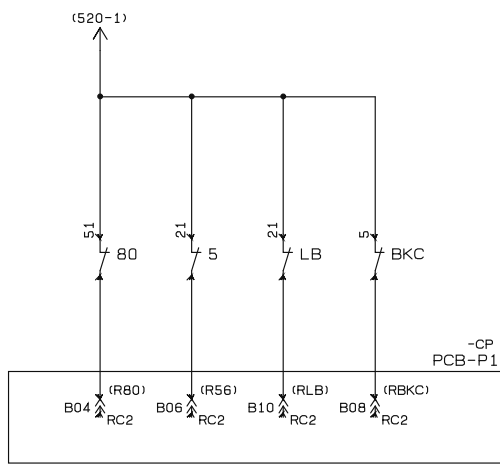 (520-1)
51
21
21
5
80
5
LB
BKC
-CP
PCB-P1
(R80)
(R56)
(RLB)
(RBKC)
B04
B06
B10
B08
RC2
RC2
RC2
RC2